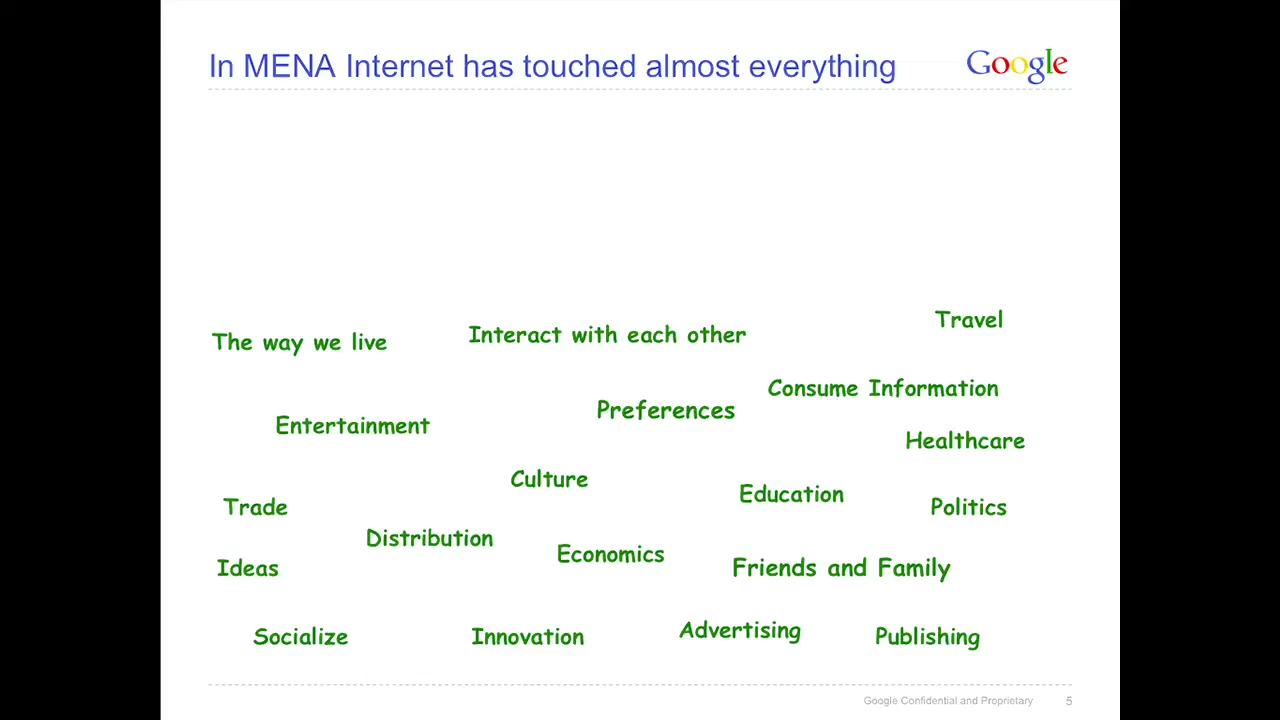 In MENA Internet has touched almost everything
Google
Travel
The way we live
Interact with each other
Consume Information
Preferences
Entertainment
Healthcare
Culture
Education
Trade
Politics
Distribution
Economics
Ideas
Friends and Family
Socialize
Innovation
Advertising
Publishing
Google Confidential and Proprietary 5